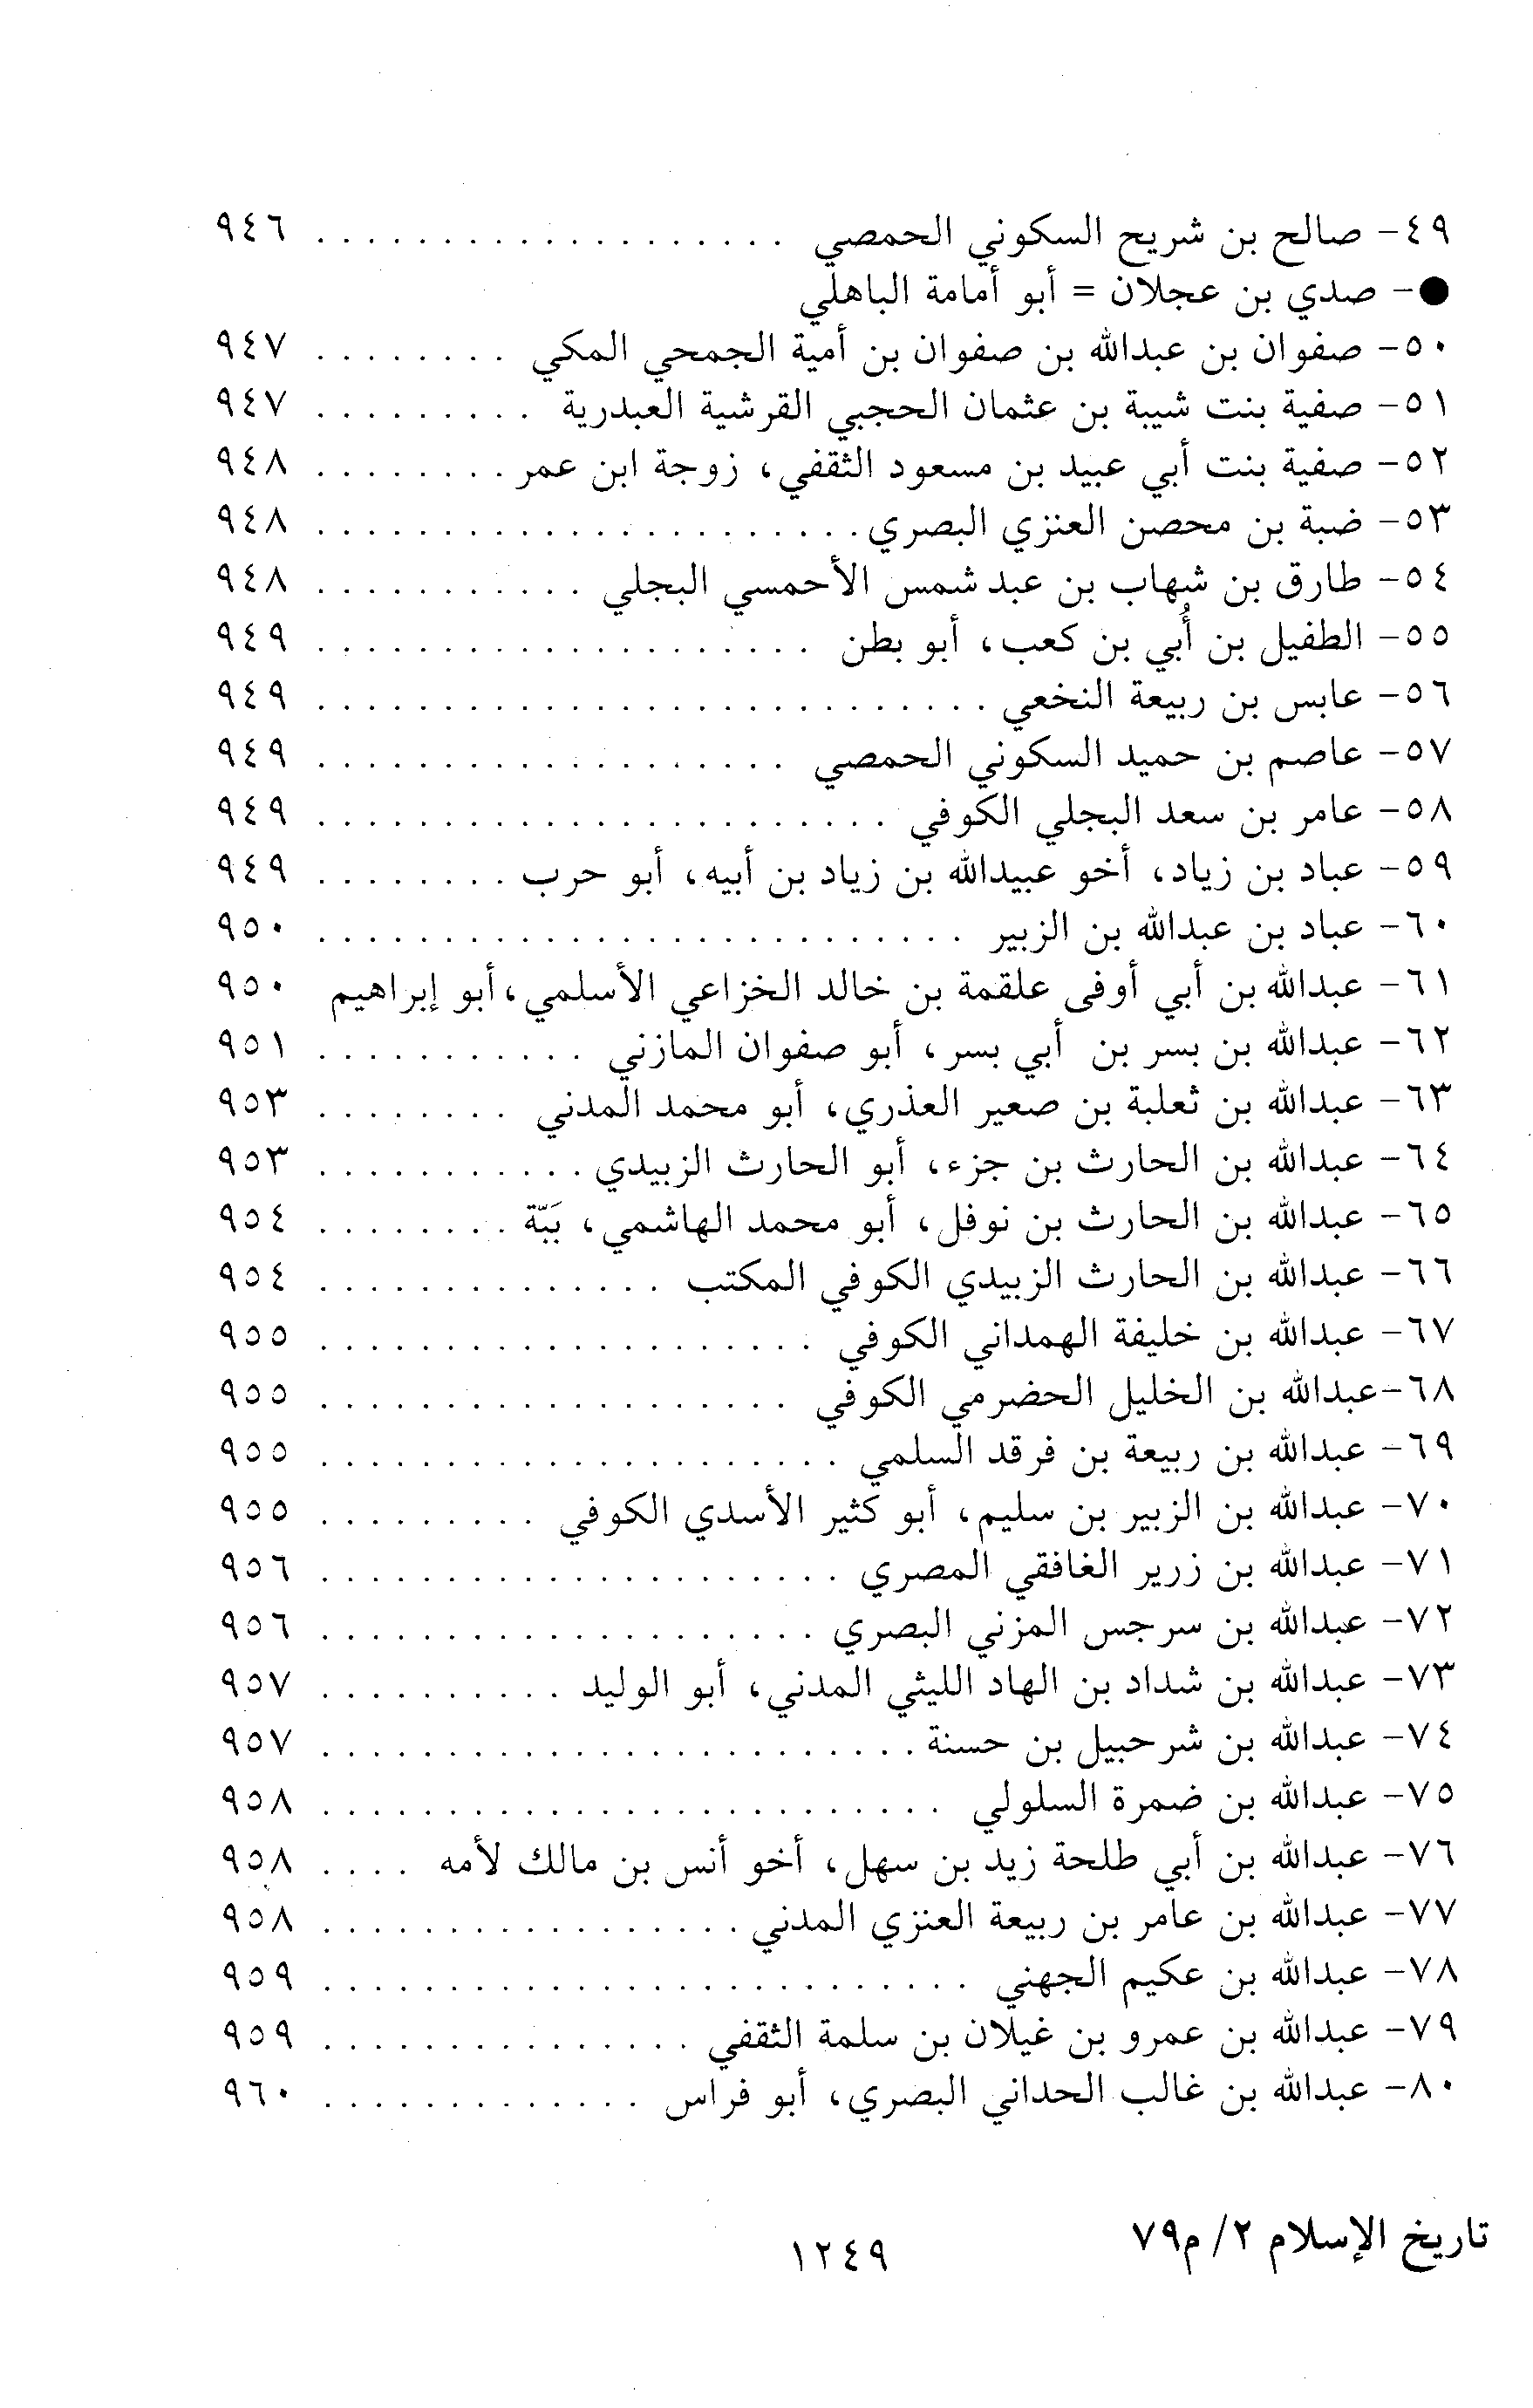 ٤٩- صالح بن شريح السكوني الحمصي . . . . . . . . . . . . . . . . . . . ٩٤٦
●- صدي بن عجلان = أبو أمامة الباهلي
٥٠- صفوان بن عبدالله بن صفوان بن أمية الجمحي المكي . . . . . . . . ٩٤٧
٥١- صفية بنت شيبة بن عثمان الحجبي القرشية العبدرية . . . . . . . . . ٩٤٧
٥٢- صفية بنت أبي عبيد بن مسعود الثقفي، زوجة ابن عمر . . . . . . . . ٩٤٨
٥٣- ضبة بن محصن العنزي البصري . . . . . . . . . . . . . . . . . . . . . . ٩٤٨
٥٤- طارق بن شهاب بن عبد شمس الأحمسي البجلي . . . . . . . . . . . ٩٤٨
٥٥- الطفيل بن أُبي بن كعب، أبو بطن . . . . . . . . . . . . . . . . . . . . ٩٤٩
٥٦- عابس بن ربيعة النخعي . . . . . . . . . . . . . . . . . . . . . . . . . . . ٩٤٩
٥٧- عاصم بن حميد السكوني الحمصي . . . . . . . . . . . . . . . . . . . ٩٤٩
٥٨- عامر بن سعد البجلي الكوفي . . . . . . . . . . . . . . . . . . . . . . . ٩٤٩
٥٩- عباد بن زياد، أخو عبيدالله بن زياد بن أبيه، أبو حرب . . . . . . . . ٩٤٩
٦٠- عباد بن عبدالله بن الزبير . . . . . . . . . . . . . . . . . . . . . . . . . . ٩٥٠
٦١- عبدالله بن أبي أوفى علقمة بن خالد الخزاعي الأسلمي،أبو إبراهيم ٩٥٠
٦٢- عبدالله بن بسر بن أبي بسر، أبو صفوان المازني . . . . . . . . . . . ٩٥١
٦٣- عبدالله بن ثعلبة بن صعير العذري، أبو محمد المدني . . . . . . . . ٩٥٣
٦٤- عبدالله بن الحارث بن جزء، أبو الحارث الزبيدي . . . . . . . . . . . ٩٥٣
٦٥- عبدالله بن الحارث بن نوفل، أبو محمد الهاشمي، بَبّة . . . . . . . . ٩٥٤
٦٦- عبدالله بن الحارث الزبيدي الكوفي المكتب . . . . . . . . . . . . . . ٩٥٤
٦٧- عبدالله بن خليفة الهمداني الكوفي . . . . . . . . . . . . . . . . . . . . ٩٥٥
٦٨-عبدالله بن الخليل الحضرمي الكوفي . . . . . . . . . . . . . . . . . . . ٩٥٥
٦٩- عبدالله بن ربيعة بن فرقد السلمي . . . . . . . . . . . . . . . . . . . . . ٩٥٥
٧٠- عبدالله بن الزبير بن سليم، أبو كثير الأسدي الكوفي . . . . . . . . . ٩٥٥
٧١- عبدالله بن زرير الغافقي المصري . . . . . . . . . . . . . . . . . . . . . ٩٥٦
٧٢- عبدالله بن سرجس المزني البصري . . . . . . . . . . . . . . . . . . . . ٩٥٦
٧٣- عبدالله بن شداد بن الهاد الليثي المدني، أبو الوليد . . . . . . . . . . ٩٥٧
٧٤- عبدالله بن شرحبيل بن حسنة . . . . . . . . . . . . . . . . . . . . . . . . ٩٥٧
٧٥- عبدالله بن ضمرة السلولي . . . . . . . . . . . . . . . . . . . . . . . . . ٩٥٨
٧٦- عبدالله بن أبي طلحة زيد بن سهل، أخو أنس بن مالك لأمه . . . . ٩٥٨
٧٧- عبدالله بن عامر بن ربيعة العنزي المدني . . . . . . . . . . . . . . . . . ٩٥٨
٧٨- عبدالله بن عكيم الجهني . . . . . . . . . . . . . . . . . . . . . . . . . . ٩٥٩
٧٩- عبدالله بن عمرو بن غيلان بن سلمة الثقفي . . . . . . . . . . . . . . . ٩٥٩
٨٠- عبدالله بن غالب الحداني البصري، أبو فراس . . . . . . . . . . . . . ٩٦٠
تاريخ الإسلام ٢/ م٧٩
١٢٤٩